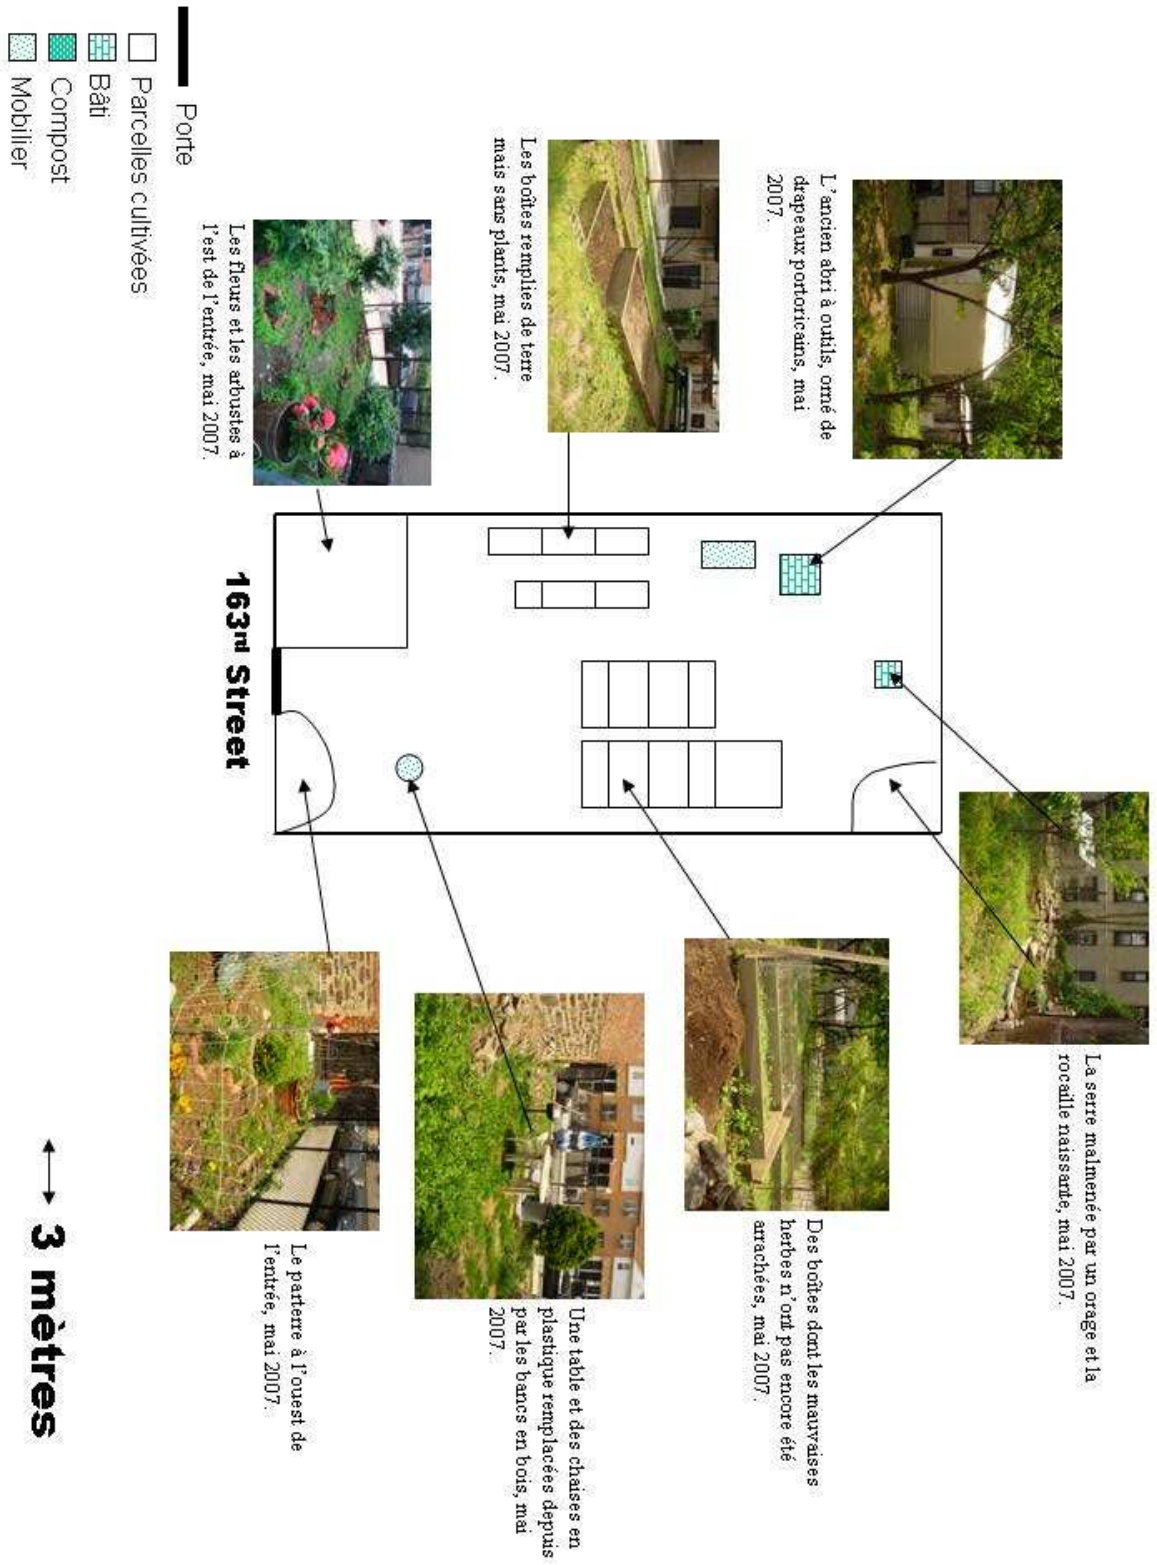 La serre malmenée par un orage et la
rocaille naissante, mai 2007.
L'ancien abri à outils, orné de
drapeaux portoricains, mai
2007.
Des boîtes dont les mauvaises
herbes n'ont pas encore été
arrachées, mai 2007.
Les boîtes remplies de terre
mais sans plants, mai 2007.
Une table et des chaises en
plastique remplacées depuis
par les bancs en bois, mai
2007.
Les fleurs et les arbustes à
l'est de l'entrée, mai 2007.
163rd Street
Le parterre à l'ouest de
l'entrée, mai 2007.
Porte
Parcelles cultivées
Bâti
Compost
Mobilier
3 mètres